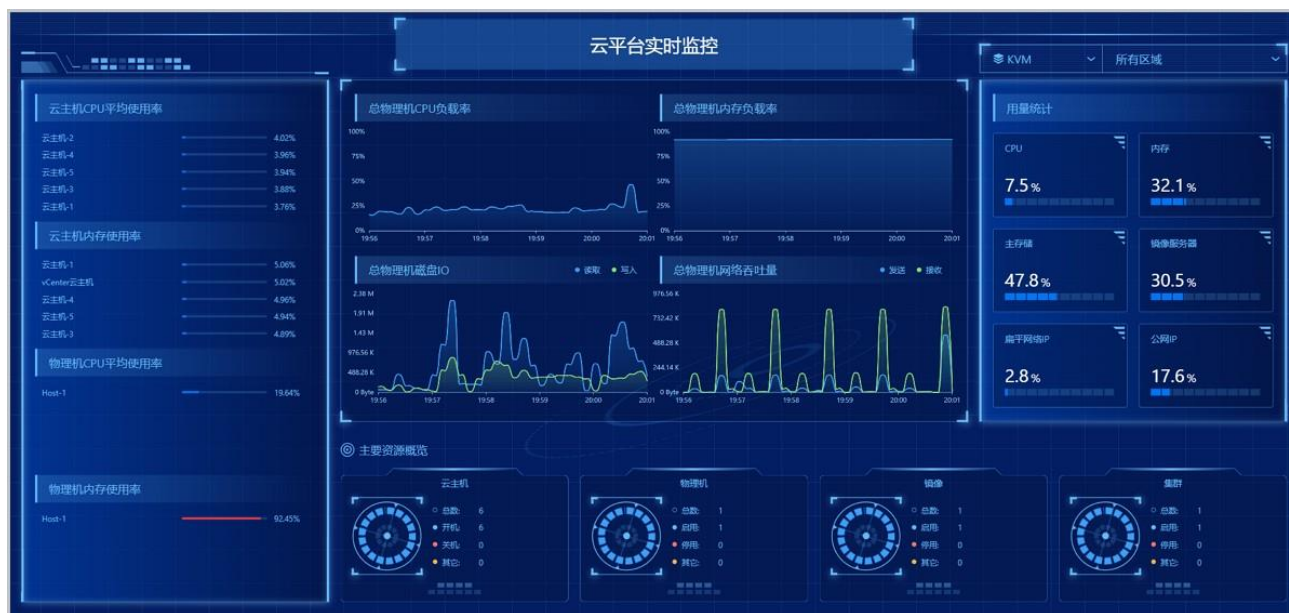 云平台实时监控
KVM
所有区域
云主机CPU平均使用率
云主机-2 4.02%
云主机-4 3.96%
云主机-5 3.94%
云主机-3 3.88%
云主机-1 3.76%
云主机内存使用率
云主机-1 5.06%
vCenter云主机 5.02%
云主机-4 4.96%
云主机-5 4.94%
云主机-3 4.89%
物理机CPU平均使用率
Host-1 19.64%
物理机内存使用率
Host-1 92.45%
总物理机CPU负载率
100%
75%
50%
25%
0%
19:56 19:57 19:58 19:59 20:00 20:01
总物理机内存负载率
100%
75%
50%
25%
0%
19:56 19:57 19:58 19:59 20:00 20:01
总物理机磁盘IO 读取 写入
2.38 M
1.91 M
1.43 M
976.56 K
488.28 K
0 Byte
19:56 19:57 19:58 19:59 20:00 20:01
总物理机网络吞吐量 发送 接收
976.56 K
732.42 K
488.28 K
244.14 K
0 Byte
19:56 19:57 19:58 19:59 20:00 20:01
用量统计
CPU
7.5%
内存
32.1%
主存储
47.8%
镜像服务器
30.5%
扁平网络IP
2.8%
公网IP
17.6%
主要资源概览
云主机
总数: 6
开机: 6
关机: 0
其它: 0
物理机
总数: 1
启用: 1
停用: 0
其它: 0
镜像
总数: 1
启用: 1
停用: 0
其它: 0
集群
总数: 1
启用: 1
停用: 0
其它: 0